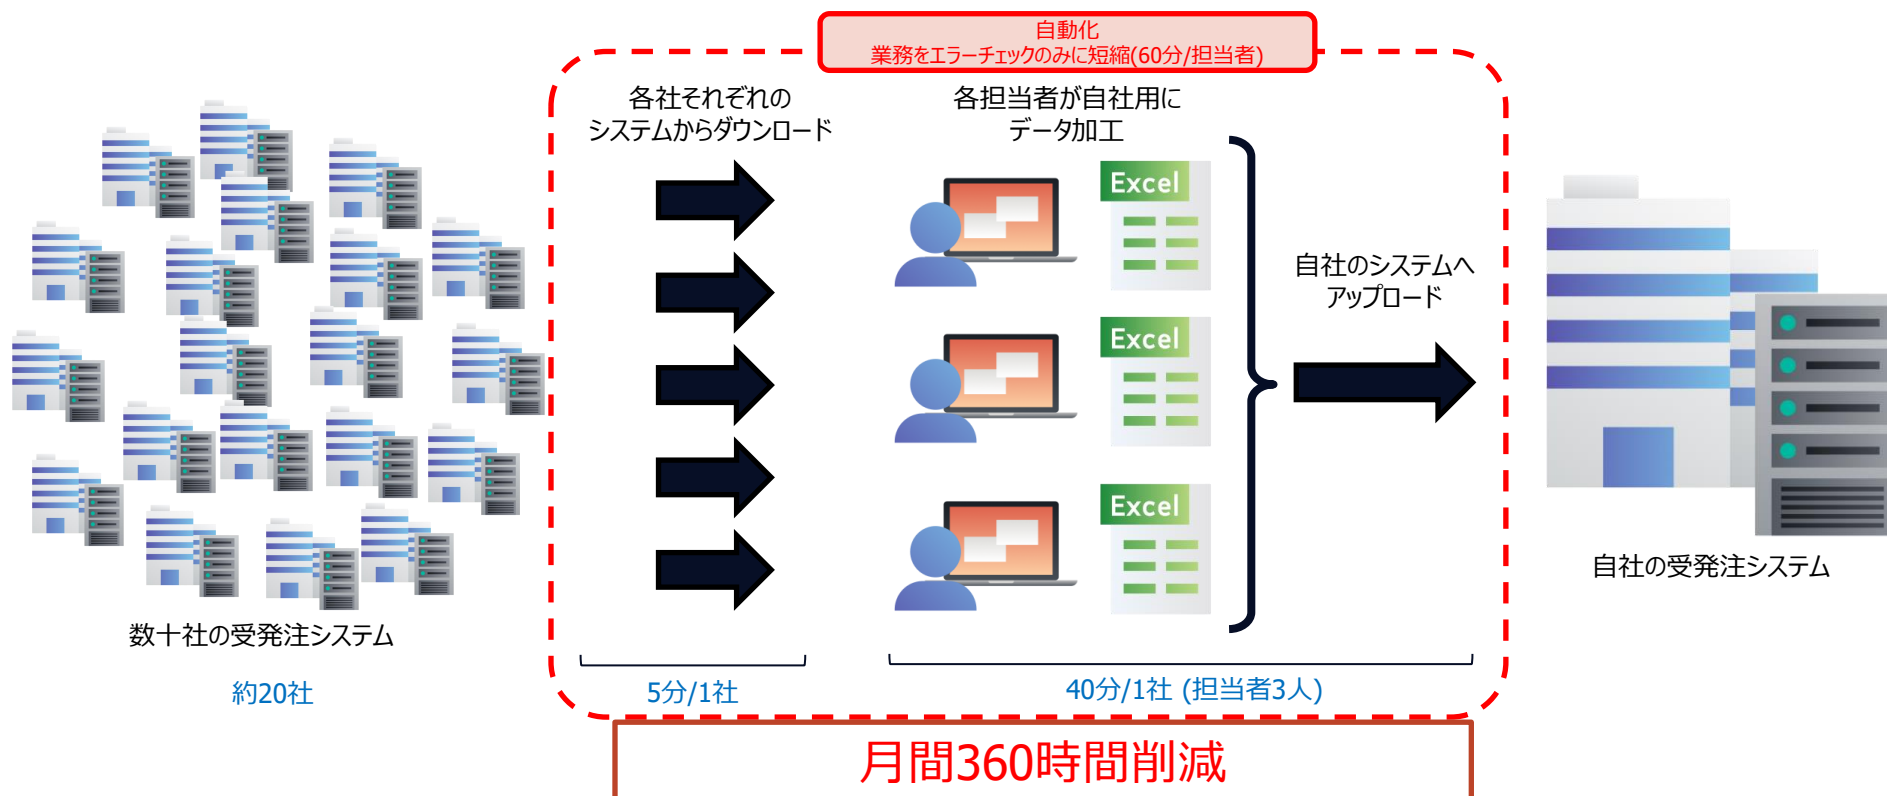 自動化
業務をエラーチェックのみに短縮(60分/担当者)
各社それぞれの
システムからダウンロード
各担当者が自社用に
データ加工
Excel
Excel
Excel
自社のシステムへ
アップロード
自社の受発注システム
数十社の受発注システム
約20社
5分/1社
40分/1社 (担当者3人)
月間360時間削減